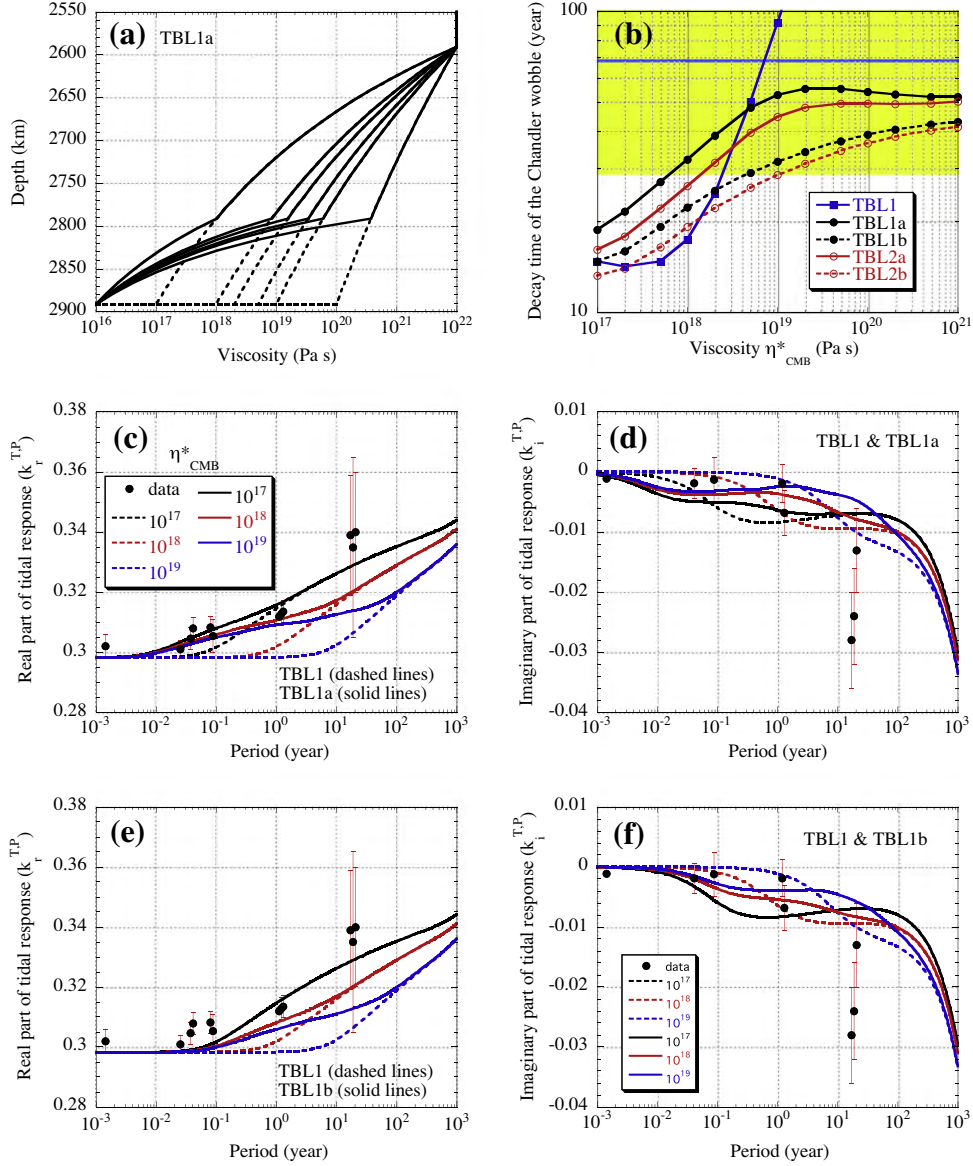 (a)
TBL1a
Depth (km)
2550
2600
2650
2700
2750
2800
2850
2900
10^16
10^17
10^18
10^19
10^20
10^21
10^22
Viscosity (Pa s)
(b)
Decay time of the Chandler wobble (year)
100
10
TBL1
TBL1a
TBL1b
TBL2a
TBL2b
10^17
10^18
10^19
10^20
10^21
Viscosity η*CMB (Pa s)
(c)
Real part of tidal response (k_r^T,P)
0.38
0.36
0.34
0.32
0.3
0.28
η*CMB
data
10^17
10^18
10^19
10^17
10^18
10^19
TBL1 (dashed lines)
TBL1a (solid lines)
10^-3
10^-2
10^-1
10^0
10^1
10^2
10^3
Period (year)
(d)
TBL1 & TBL1a
Imaginary part of tidal response (k_i^T,P)
0.01
0
-0.01
-0.02
-0.03
-0.04
10^-3
10^-2
10^-1
10^0
10^1
10^2
10^3
Period (year)
(e)
Real part of tidal response (k_r^T,P)
0.38
0.36
0.34
0.32
0.3
0.28
TBL1 (dashed lines)
TBL1b (solid lines)
10^-3
10^-2
10^-1
10^0
10^1
10^2
10^3
Period (year)
(f)
TBL1 & TBL1b
Imaginary part of tidal response (k_i^T,P)
0.01
0
-0.01
-0.02
-0.03
-0.04
data
10^17
10^18
10^19
10^17
10^18
10^19
10^-3
10^-2
10^-1
10^0
10^1
10^2
10^3
Period (year)